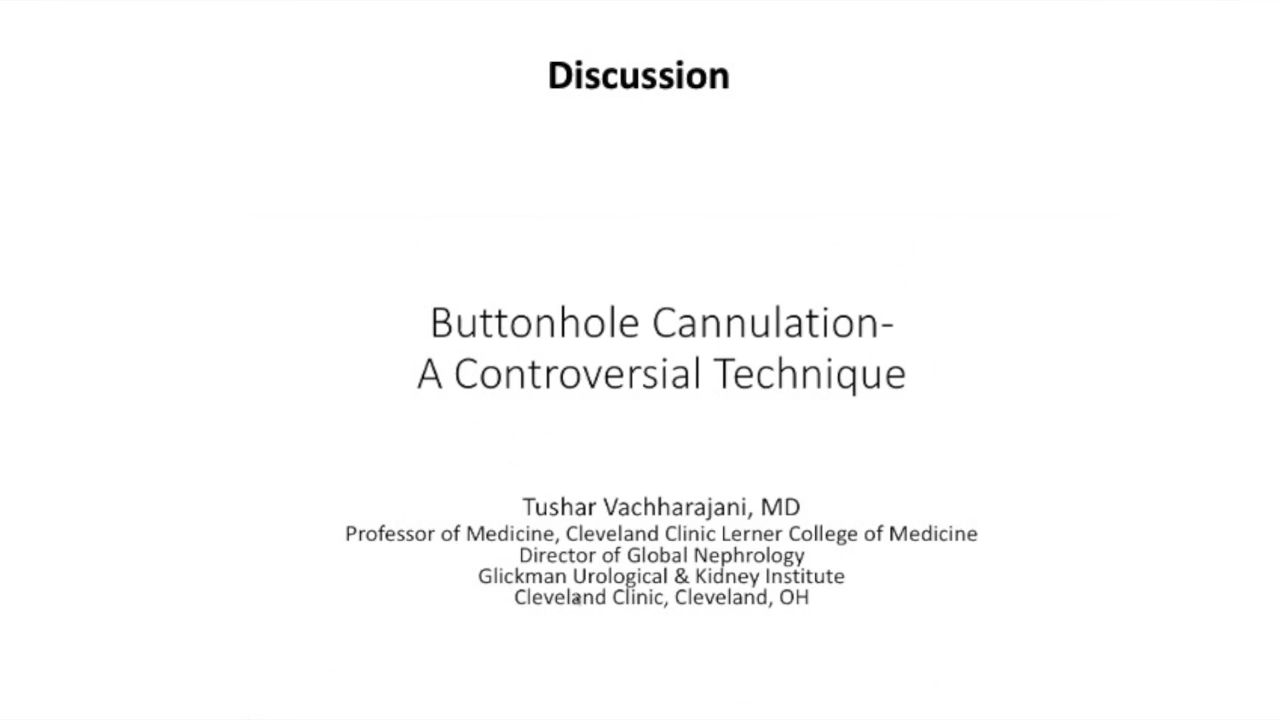 Discussion
Buttonhole Cannulation-
A Controversial Technique
Tushar Vachharajani, MD
Professor of Medicine, Cleveland Clinic Lerner College of Medicine
Director of Global Nephrology
Glickman Urological & Kidney Institute
Cleveland Clinic, Cleveland, OH